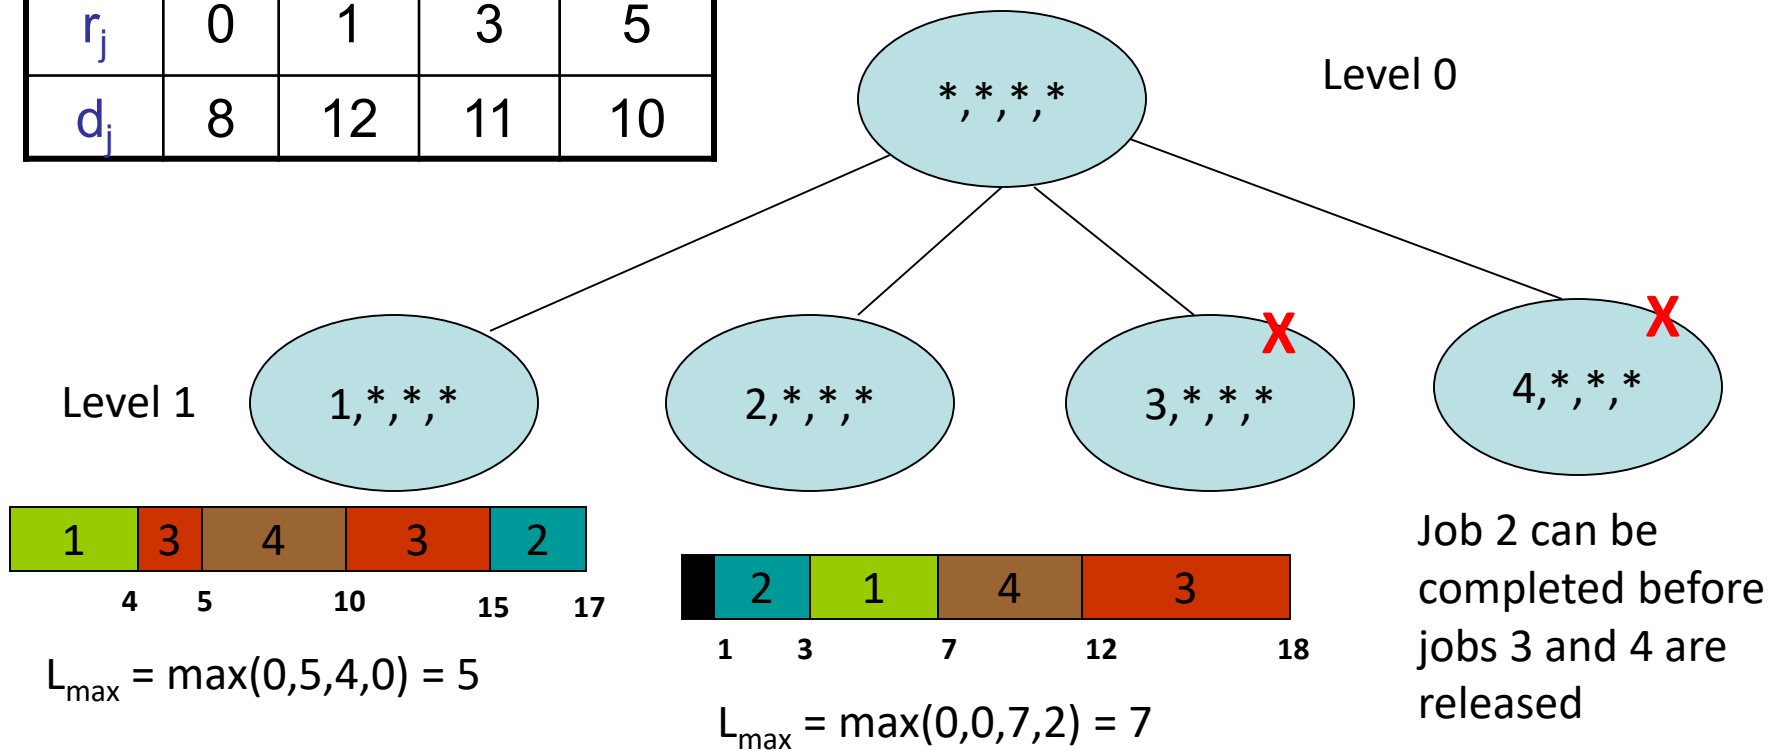 rj 0 1 3 5
dj 8 12 11 10
*,*,*,*
Level 0
Level 1
1,*,*,*
2,*,*,*
3,*,*,*
X
4,*,*,*
X
1 3 4 3 2
4 5 10 15 17
Lmax = max(0,5,4,0) = 5
2 1 4 3
1 3 7 12 18
Lmax = max(0,0,7,2) = 7
Job 2 can be
completed before
jobs 3 and 4 are
released